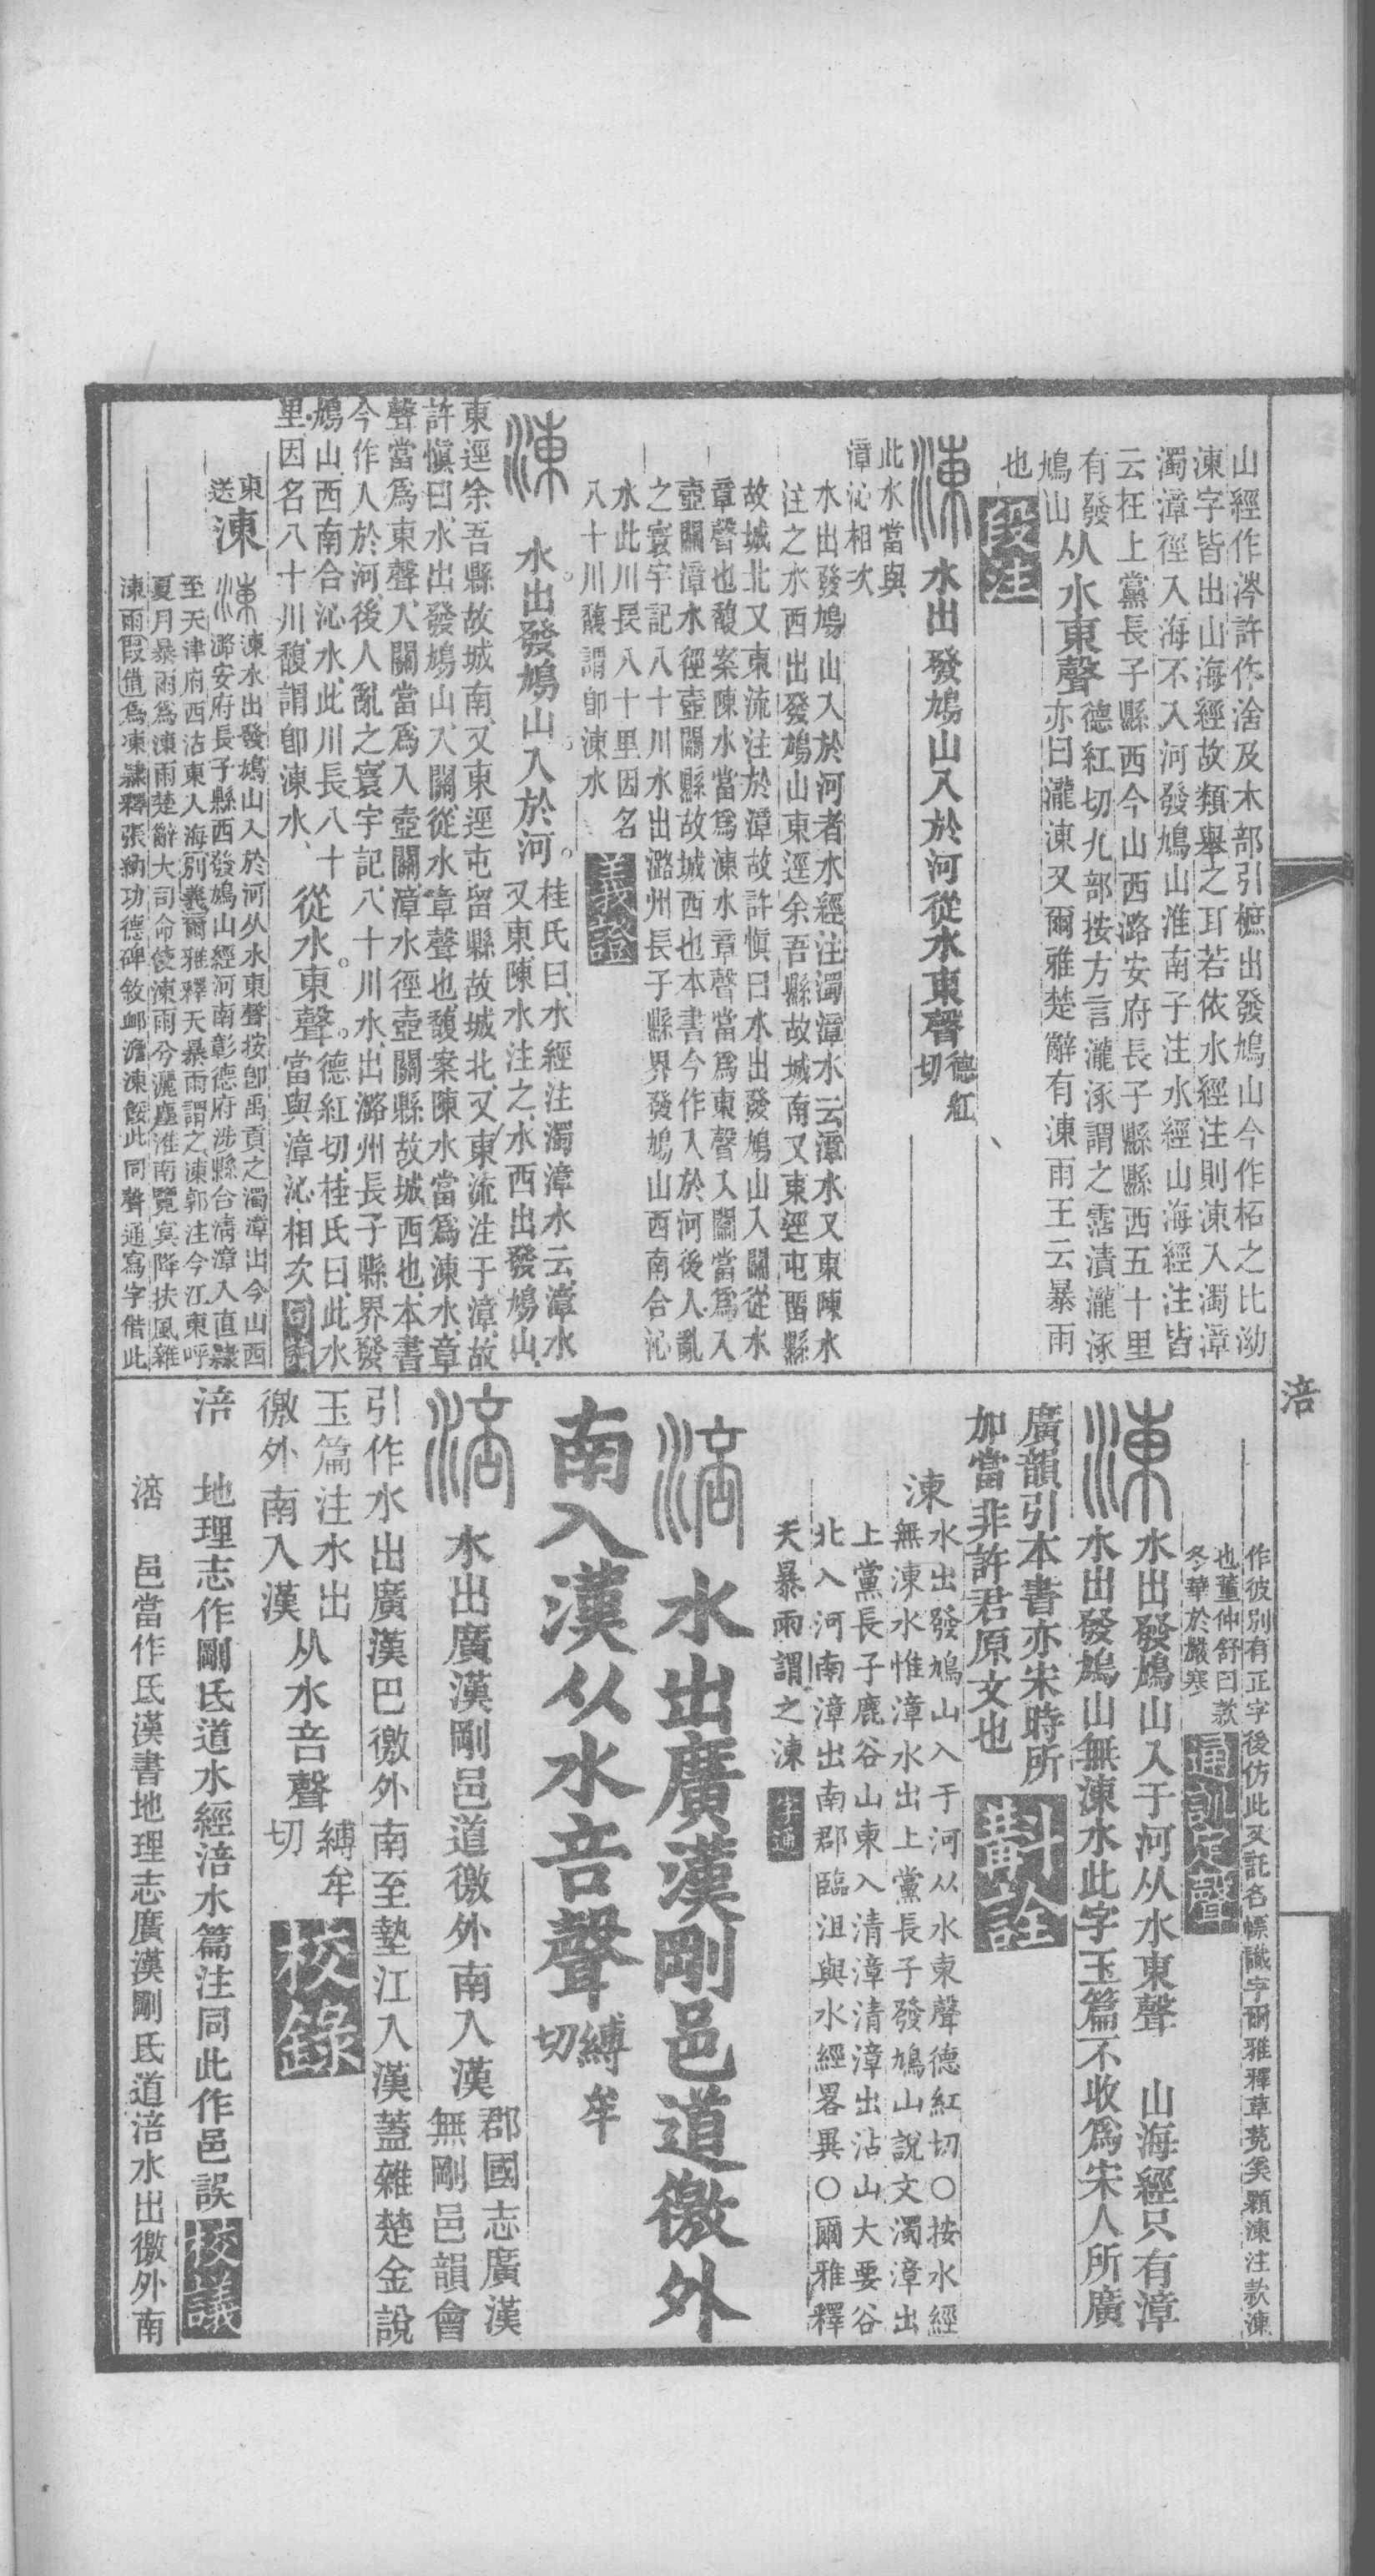 山經作涔許作涻及木部引樜出發鳩山今作柘之比泑
涷字皆出山海經故類舉之耳若依水經注則涷入濁漳
濁漳徑入海不入河發鳩山淮南子注水經山海經注皆
云在上黨長子縣西今山西潞安府長子縣縣西五十里
有發
鳩山从水東聲德紅切九部按方言瀧涿謂之霑漬瀧涿
亦曰瀧涷又爾雅楚辭有涷雨王云暴雨
也 段注
涷 水出發鳩山入於河從水東聲德紅切
此水當與
漳沁相次
水出發鳩山入於河者水經注濁漳水云漳水又東陳水
注之水西出發鳩山東逕余吾縣故城南又東逕屯留縣
故城北又東流注於漳故許愼曰水出發鳩山入關從水
章聲也馥案陳水當爲涷水章聲當爲東聲入關當爲入
壺關漳水徑壺關縣故城西也本書今作入於河後人亂
之寰宇記八十川水出潞州長子縣界發鳩山西南合沁
水此川長八十里因名
八十川馥謂卽涷水 義證
涷 水出發鳩山入於河。桂氏曰水經注濁漳水云漳水
又東陳水注之水西出發鳩山
東逕余吾縣故城南又東逕屯留縣故城北又東流注于漳故
許愼曰水出發鳩山入關從水章聲也馥案陳水當爲涷水章
聲當爲東聲入關當爲入壺關漳水徑壺關縣故城西也本書
今作入於河後人亂之寰宇記八十川水出潞州長子縣界發
鳩山西南合沁水此川長八十
里因名八十川馥謂卽涷水從水東聲。德紅切桂氏曰此水
當與漳沁相次 句讀
東送 涷 涷水出發鳩山入於河从水東聲按卽禹貢之濁漳出今山西
潞安府長子縣西發鳩山經河南彰德府涉縣合淸漳入直隸
至天津府西沽東入海別義爾雅釋天暴雨謂之涷郭注今江東呼
夏月暴雨爲涷雨楚辭大司命使涷雨兮灑塵淮南覽冥降扶風雜
涷雨叚借爲凍隸釋張納功德碑敘卹澹涷餒此同聲通寫字借此
涪
作彼別有正字後仿此又託名幖識字爾雅釋草菟奚顆涷注款涷
也董仲舒曰款
冬華於嚴寒 通訓定聲
涷 水出發鳩山入于河从水東聲 山海經只有漳
水出發鳩山無涷水此字玉篇不收爲宋人所廣
廣韻引本書亦宋時所
加當非許君原文也 斠詮
涷 水出發鳩山入于河从水東聲德紅切○按水經
無涷水惟漳水出上黨長子發鳩山說文濁漳出
上黨長子鹿谷山東入清漳清漳出沾山大要谷
北入河南漳出南郡臨沮與水經畧異○爾雅釋
天暴雨謂之涷
涪 水出廣漢剛邑道徼外
南入漢从水咅聲縛牟切
涪 水出廣漢剛邑道徼外南入漢郡國志廣漢
無剛邑韻會
引作水出廣漢巴徼外南至墊江入漢蓋雜楚金說
玉篇注水出
徼外南入漢从水咅聲縛牟切 校錄
涪 地理志作剛氐道水經涪水篇注同此作邑誤 校議
涪 邑當作氐漢書地理志廣漢剛氐道涪水出徼外南